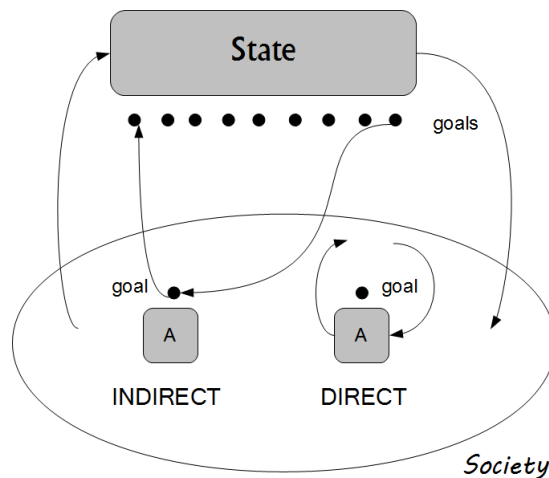 State
goals
goal
goal
A
A
INDIRECT
DIRECT
Society